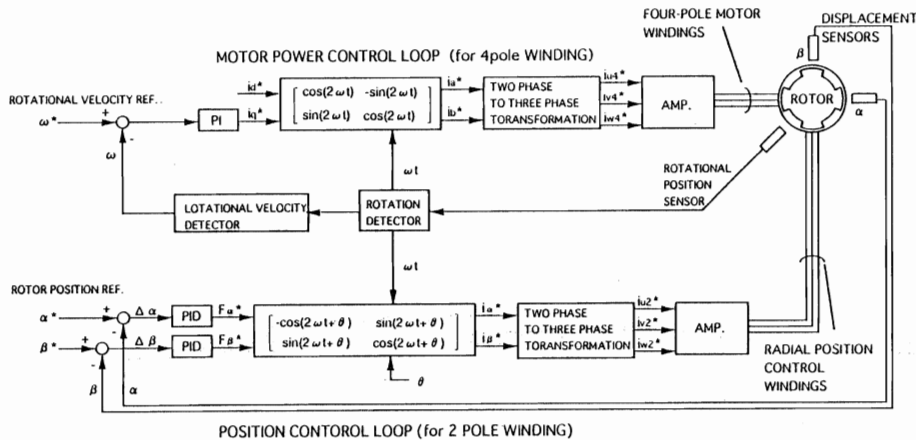 FOUR-POLE MOTOR
WINDINGS
DISPLACEMENT
SENSORS
β
MOTOR POWER CONTROL LOOP (for 4pole WINDING)
id*
ia*
iu4*
ROTATIONAL VELOCITY REF..
cos(2ωt) -sin(2ωt)
sin(2ωt) cos(2ωt)
TWO PHASE
TO THREE PHASE
TORANSFORMATION
iv4*
AMP.
ROTOR
α
ω*
+
-
PI
iq*
ib*
iw4*
ω
ωt
ROTATIONAL
POSITION
SENSOR
LOTATIONAL VELOCITY
DETECTOR
ROTATION
DETECTOR
ωt
ROTOR POSITION REF.
α*
+
-
Δα
PID
Fα*
-cos(2ωt+θ) sin(2ωt+θ)
sin(2ωt+θ) cos(2ωt+θ)
iα*
TWO PHASE
TO THREE PHASE
TORANSFORMATION
iu2*
iv2*
AMP.
β*
+
-
Δβ
PID
Fβ*
iβ*
iw2*
RADIAL POSITION
CONTROL
WINDINGS
β
α
θ
POSITION CONTOROL LOOP (for 2 POLE WINDING)